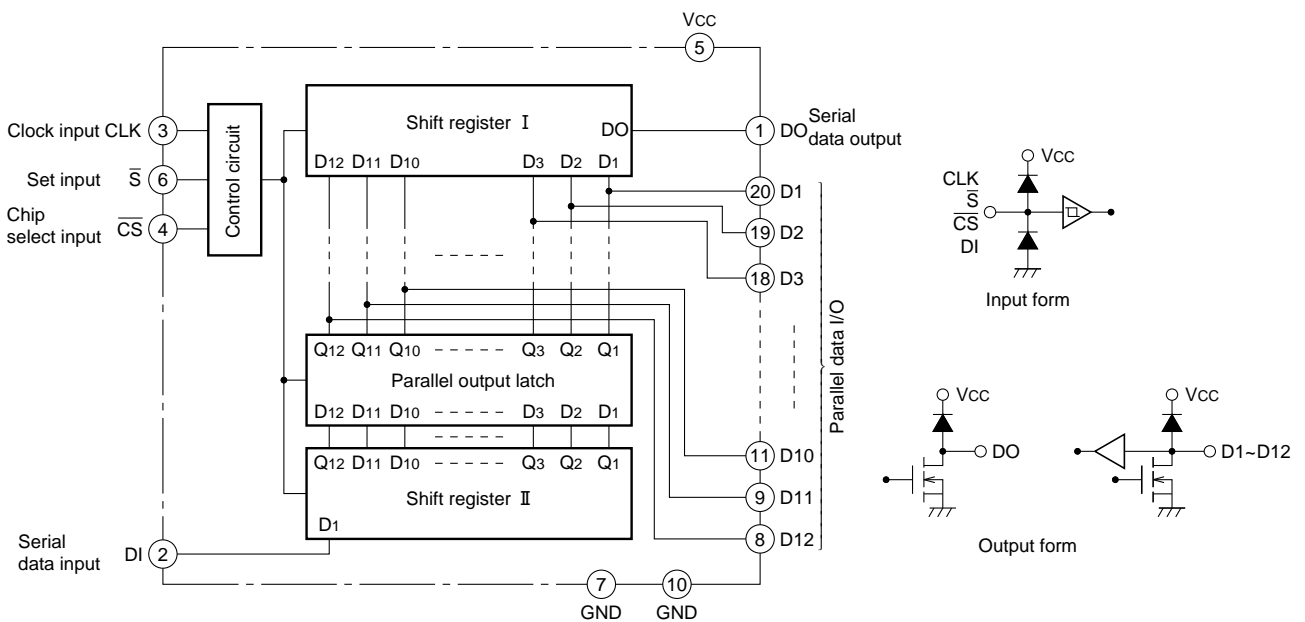 VCC
5
Shift register I
DO
D12 D11 D10 D3 D2 D1
Clock input CLK 3
Set input S̅ 6
Chip
select input C̅S̅ 4
Control circuit
1 DO Serial
data output
20 D1
19 D2
18 D3
Parallel data I/O
Q12 Q11 Q10 Q3 Q2 Q1
Parallel output latch
D12 D11 D10 D3 D2 D1
Q12 Q11 Q10 Q3 Q2 Q1
Shift register II
D1
11 D10
9 D11
8 D12
Serial
data input DI 2
7
GND
10
GND
VCC
CLK
S̅
C̅S̅
DI
Input form
VCC
DO
VCC
D1~D12
Output form